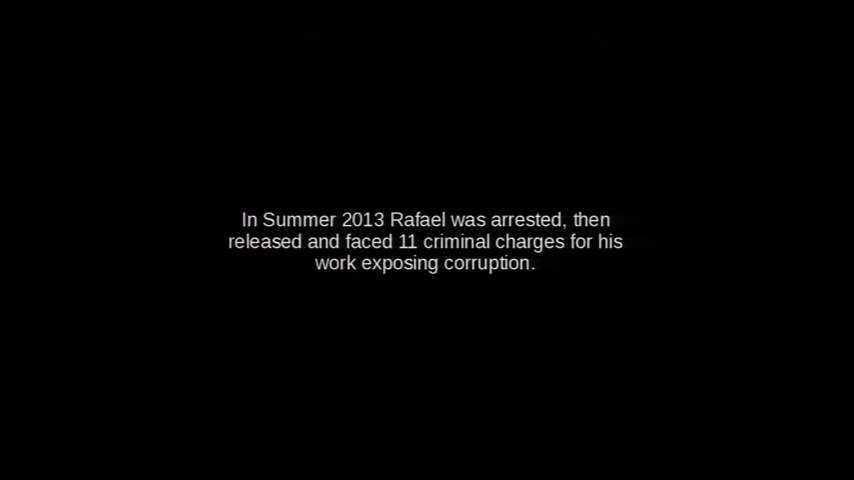 In Summer 2013 Rafael was arrested, then
released and faced 11 criminal charges for his
work exposing corruption.